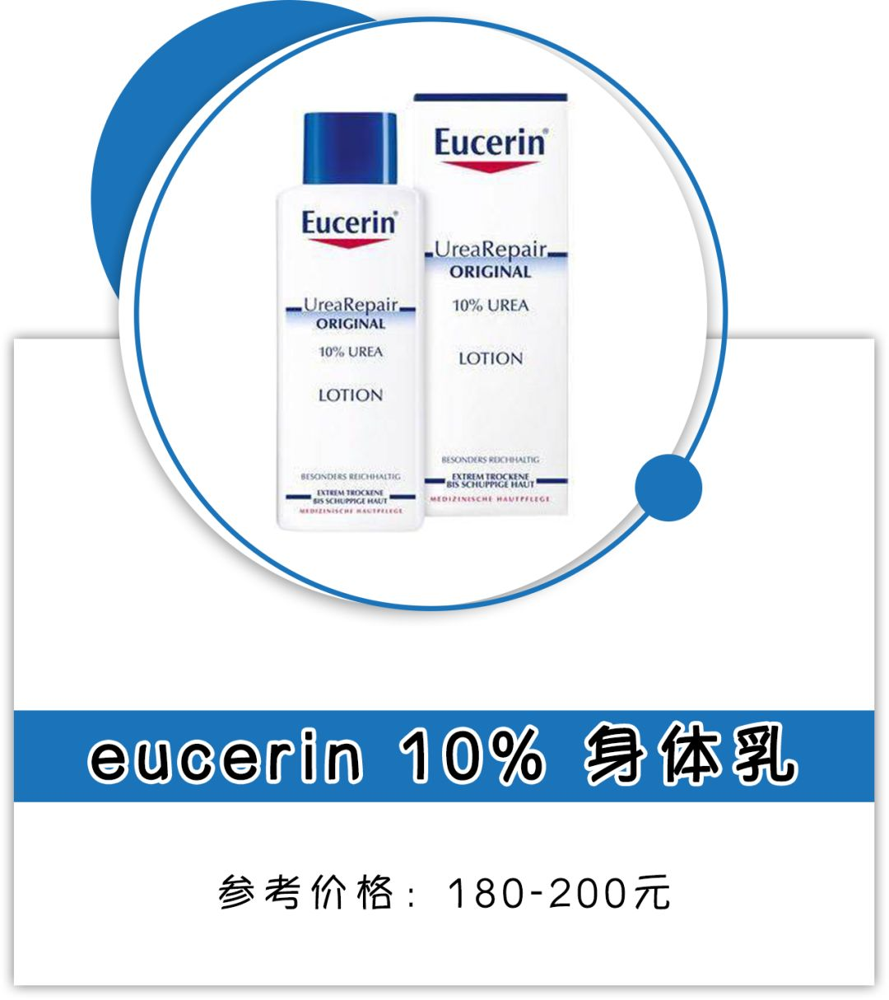 Eucerin®
UreaRepair
ORIGINAL
10% UREA
LOTION
BESONDERS REICHHALTIG
EXTREM TROCKENE
BIS SCHUPPIGE HAUT
MEDIZINISCHE HAUTPFLEGE
Eucerin®
UreaRepair
ORIGINAL
10% UREA
LOTION
BESONDERS REICHHALTIG
EXTREM TROCKENE
BIS SCHUPPIGE HAUT
MEDIZINISCHE HAUTPFLEGE
eucerin 10% 身体乳
参考价格：180-200元